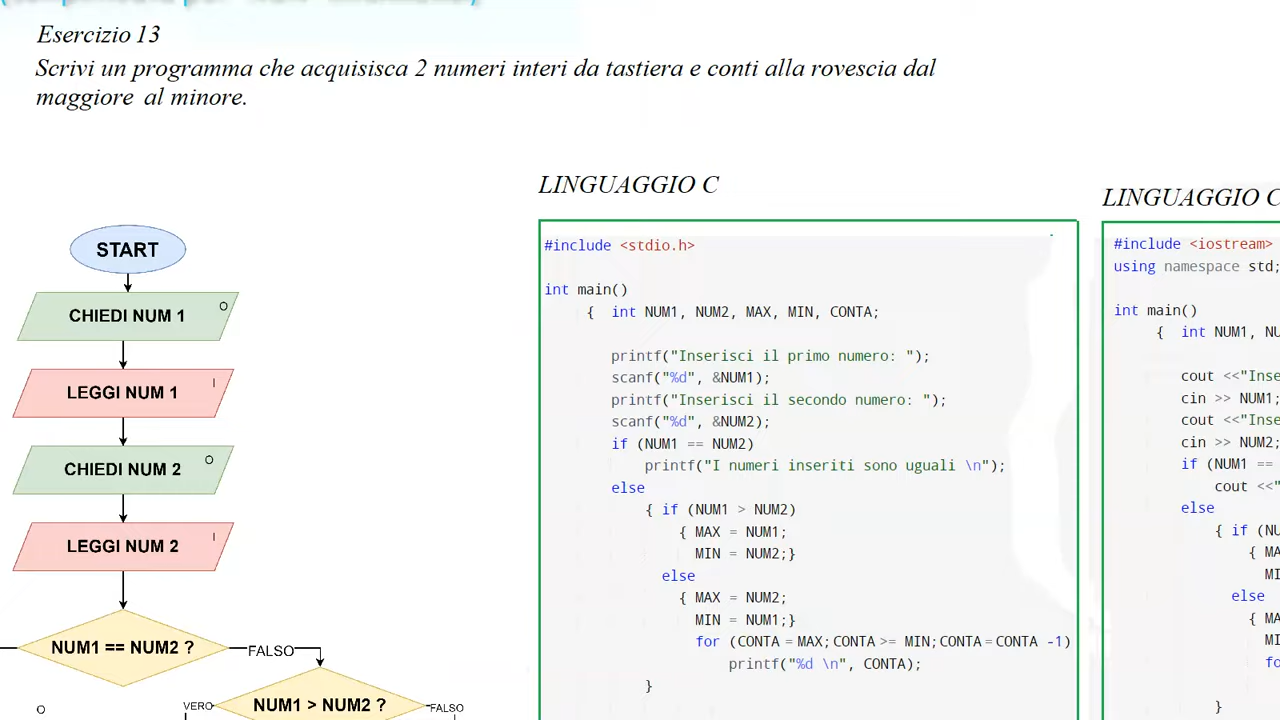 Esercizio 13
Scrivi un programma che acquisisca 2 numeri interi da tastiera e conti alla rovescia dal
maggiore al minore.
START
CHIEDI NUM 1
O
LEGGI NUM 1
I
CHIEDI NUM 2
O
LEGGI NUM 2
I
NUM1 == NUM2 ?
FALSO
VERO
NUM1 > NUM2 ?
FALSO
O
LINGUAGGIO C
#include <stdio.h>
int main()
{ int NUM1, NUM2, MAX, MIN, CONTA;
printf("Inserisci il primo numero: ");
scanf("%d", &NUM1);
printf("Inserisci il secondo numero: ");
scanf("%d", &NUM2);
if (NUM1 == NUM2)
printf("I numeri inseriti sono uguali \n");
else
{ if (NUM1 > NUM2)
{ MAX = NUM1;
MIN = NUM2;}
else
{ MAX = NUM2;
MIN = NUM1;}
for (CONTA = MAX; CONTA >= MIN; CONTA = CONTA -1)
printf("%d \n", CONTA);
}
LINGUAGGIO C
#include <iostream>
using namespace std;
int main()
{ int NUM1, NU
cout <<"Inse
cin >> NUM1;
cout <<"Inse
cin >> NUM2;
if (NUM1 ==
cout <<"
else
{ if (NU
{ MA
MI
else
{ MA
MI
fo
}